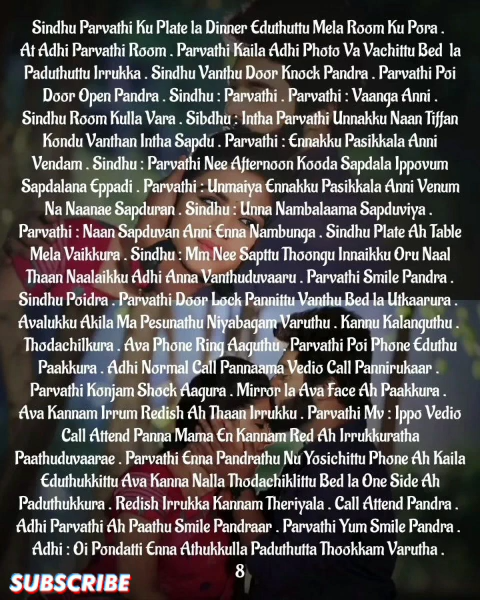 Sindhu Parvathi Ku Plate la Dinner Eduthuttu Mela Room Ku Pora .
At Adhi Parvathi Room . Parvathi Kaila Adhi Photo Va Vachittu Bed la
Paduthuttu Irrukka . Sindhu Vanthu Door Knock Pandra . Parvathi Poi
Door Open Pandra . Sindhu : Parvathi . Parvathi : Vaanga Anni .
Sindhu Room Kulla Vara . Sibdhu : Intha Parvathi Unnakku Naan Tiffan
Kondu Vanthan Intha Sapdu . Parvathi : Ennakku Pasikkala Anni
Vendam . Sindhu : Parvathi Nee Afternoon Kooda Sapdala Ippovum
Sapdalana Eppadi . Parvathi : Unmaiya Ennakku Pasikkala Anni Venum
Na Naanae Sapduran . Sindhu : Unna Nambalaama Sapduviya .
Parvathi : Naan Sapduvan Anni Enna Nambunga . Sindhu Plate Ah Table
Mela Vaikkura . Sindhu : Mm Nee Sapttu Thoongu Innaikku Oru Naal
Thaan Naalaikku Adhi Anna Vanthuduvaaru . Parvathi Smile Pandra .
Sindhu Poidra . Parvathi Door Lock Pannittu Vanthu Bed la Utkaarura .
Avalukku Akila Ma Pesunathu Niyabagam Varuthu . Kannu Kalanguthu .
Thodachilkura . Ava Phone Ring Aaguthu . Parvathi Poi Phone Eduthu
Paakkura . Adhi Normal Call Pannaama Vedio Call Pannirukaar .
Parvathi Konjam Shock Aagura . Mirror la Ava Face Ah Paakkura .
Ava Kannam Irrum Redish Ah Thaan Irrukku . Parvathi Mv : Ippo Vedio
Call Attend Panna Mama En Kannam Red Ah Irrukkuratha
Paathuduvaarae . Parvathi Enna Pandrathu Nu Yosichittu Phone Ah Kaila
Eduthukkittu Ava Kanna Nalla Thodachiklittu Bed la One Side Ah
Paduthukkura . Redish Irrukka Kannam Theriyala . Call Attend Pandra .
Adhi Parvathi Ah Paathu Smile Pandraar . Parvathi Yum Smile Pandra .
Adhi : Oi Pondatti Enna Athukkulla Paduthutta Thookkam Varutha .
8
SUBSCRIBE